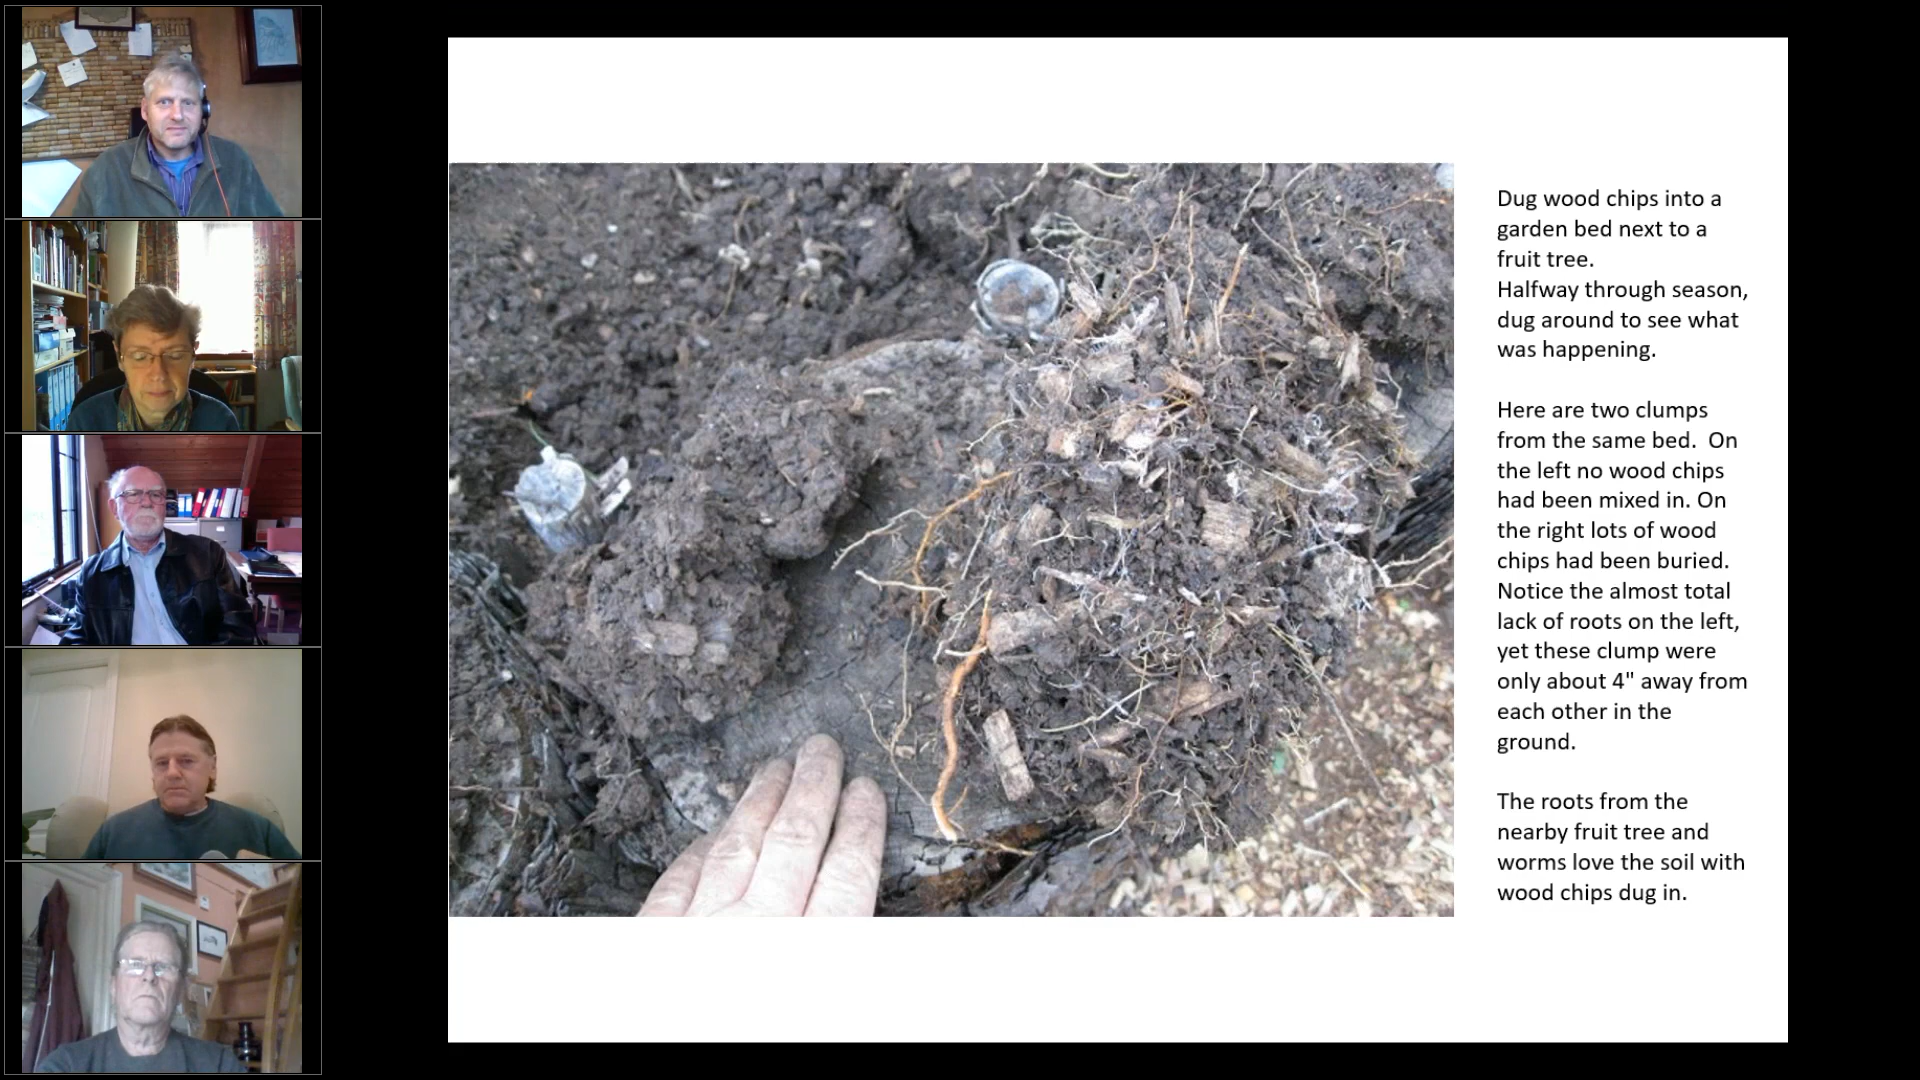 Dug wood chips into a
garden bed next to a
fruit tree.
Halfway through season,
dug around to see what
was happening.
Here are two clumps
from the same bed.  On
the left no wood chips
had been mixed in. On
the right lots of wood
chips had been buried.
Notice the almost total
lack of roots on the left,
yet these clump were
only about 4" away from
each other in the
ground.
The roots from the
nearby fruit tree and
worms love the soil with
wood chips dug in.